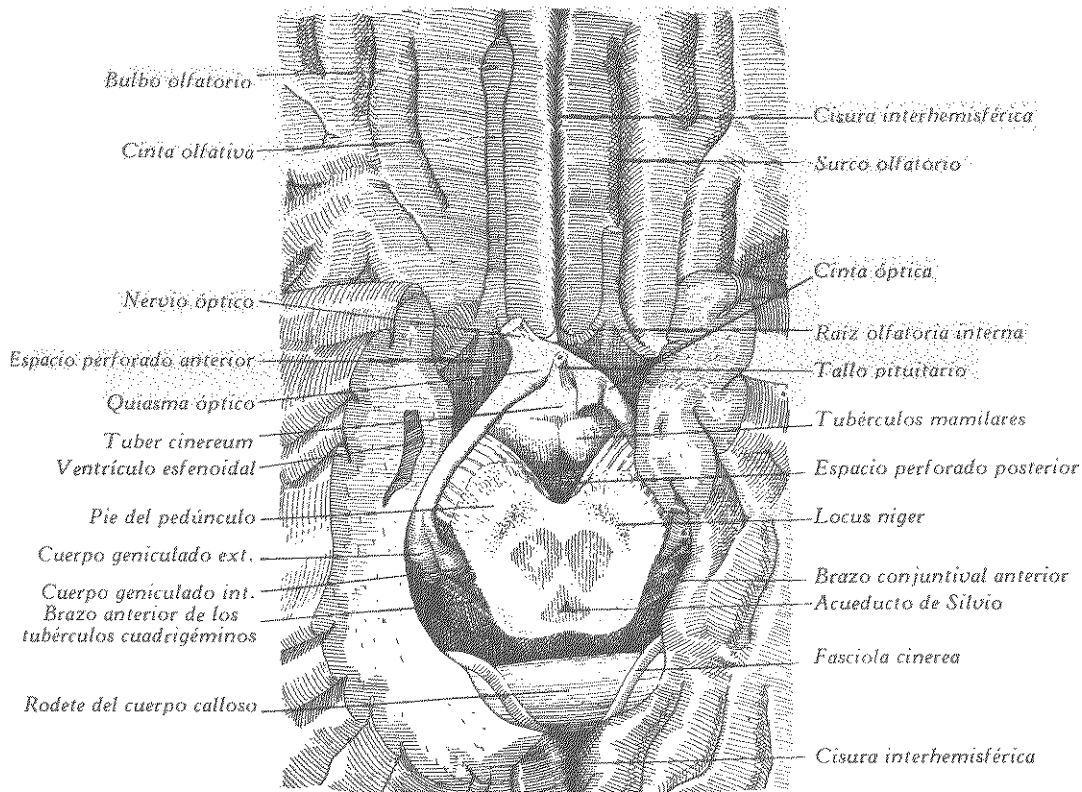 Bulbo olfatorio
Cinta olfativa
Nervio óptico
Espacio perforado anterior
Quiasma óptico
Tuber cinereum
Ventrículo esfenoidal
Pie del pedúnculo
Cuerpo geniculado ext.
Cuerpo geniculado int.
Brazo anterior de los
tubérculos cuadrigéminos
Rodete del cuerpo calloso
Cisura interhemisférica
Surco olfatorio
Cinta óptica
Raíz olfatoria interna
Tallo pituitario
Tubérculos mamilares
Espacio perforado posterior
Locus niger
Brazo conjuntival anterior
Acueducto de Silvio
Fasciola cinerea
Cisura interhemisférica